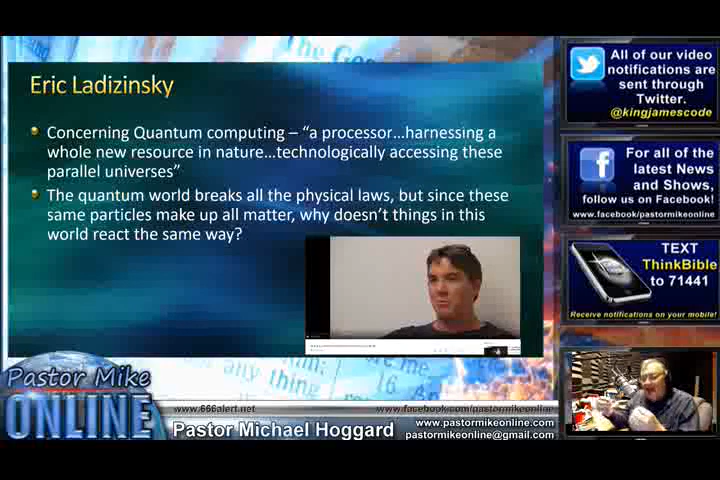 Eric Ladizinsky
Concerning Quantum computing – “a processor…harnessing a
whole new resource in nature…technologically accessing these
parallel universes”
The quantum world breaks all the physical laws, but since these
same particles make up all matter, why doesn’t things in this
world react the same way?
All of our video
notifications are
sent through
Twitter.
@kingjamescode
For all of the
latest News
and Shows,
follow us on Facebook!
www.facebook/pastormikeonline
TEXT
ThinkBible
to 71441
Receive notifications on your mobile!
Pastor Mike
ONLINE
www.666alert.net
www.facebook.com/pastormikeonline
Pastor Michael Hoggard
www.pastormikeonline.com
pastormikeonline@gmail.com
The
any thing
16